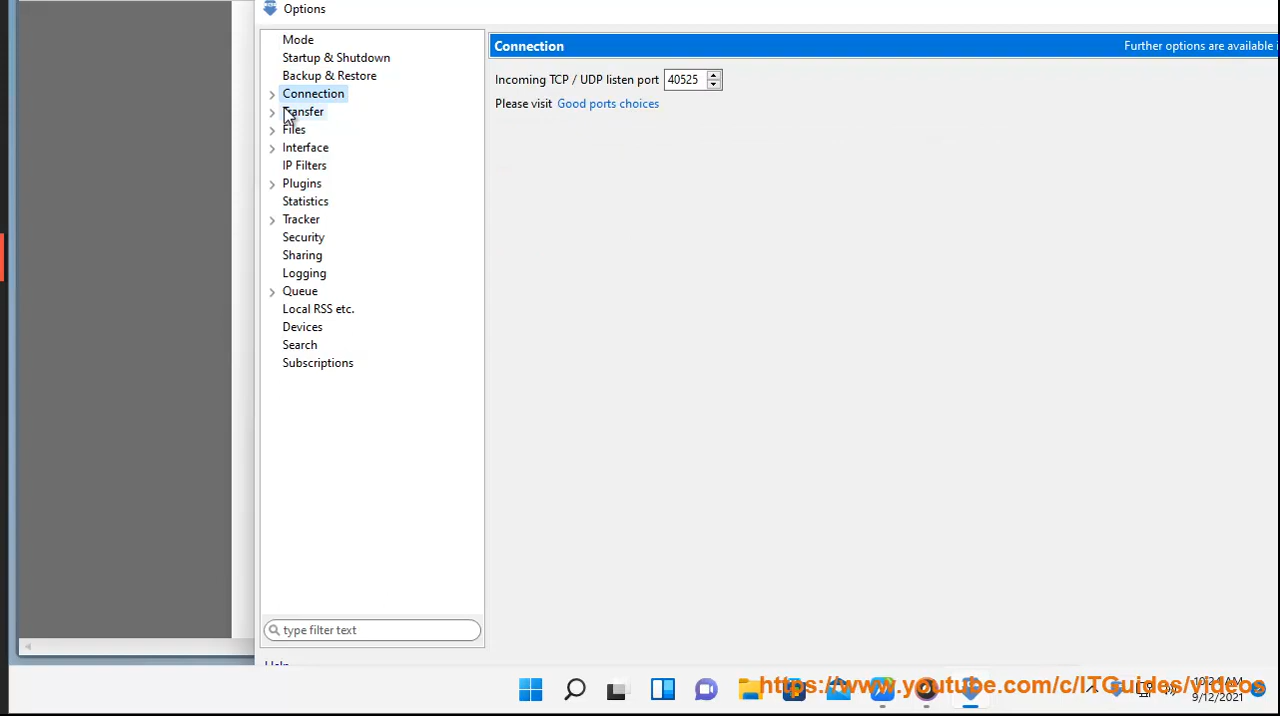 Options
Mode
Startup & Shutdown
Backup & Restore
Connection
Transfer
Files
Interface
IP Filters
Plugins
Statistics
Tracker
Security
Sharing
Logging
Queue
Local RSS etc.
Devices
Search
Subscriptions
type filter text
Connection
Further options are available
Incoming TCP / UDP listen port 40525
Please visit Good ports choices
https://www.youtube.com/c/ITGuides/videos
9/12/2021